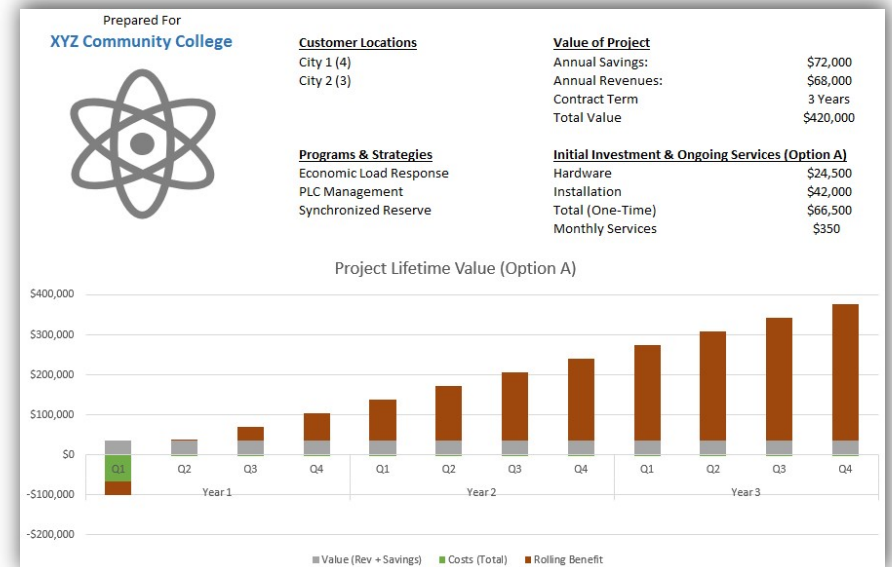 Prepared For
XYZ Community College
Customer Locations
City 1 (4)
City 2 (3)
Value of Project
Annual Savings: $72,000
Annual Revenues: $68,000
Contract Term 3 Years
Total Value $420,000
Programs & Strategies
Economic Load Response
PLC Management
Synchronized Reserve
Initial Investment & Ongoing Services (Option A)
Hardware $24,500
Installation $42,000
Total (One-Time) $66,500
Monthly Services $350
Project Lifetime Value (Option A)
$400,000
$300,000
$200,000
$100,000
$0
-$100,000
-$200,000
Q1 Q2 Q3 Q4 Q1 Q2 Q3 Q4 Q1 Q2 Q3 Q4
Year 1 Year 2 Year 3
Value (Rev + Savings) Costs (Total) Rolling Benefit